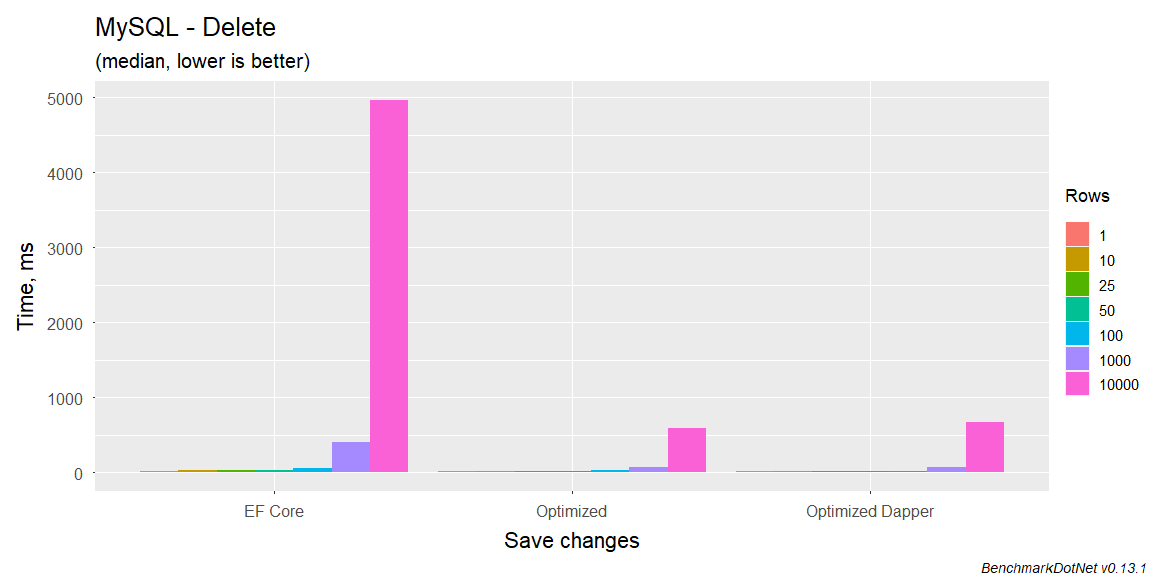 MySQL - Delete
(median, lower is better)
Time, ms
5000
4000
3000
2000
1000
0
EF Core
Optimized
Optimized Dapper
Save changes
Rows
1
10
25
50
100
1000
10000
BenchmarkDotNet v0.13.1